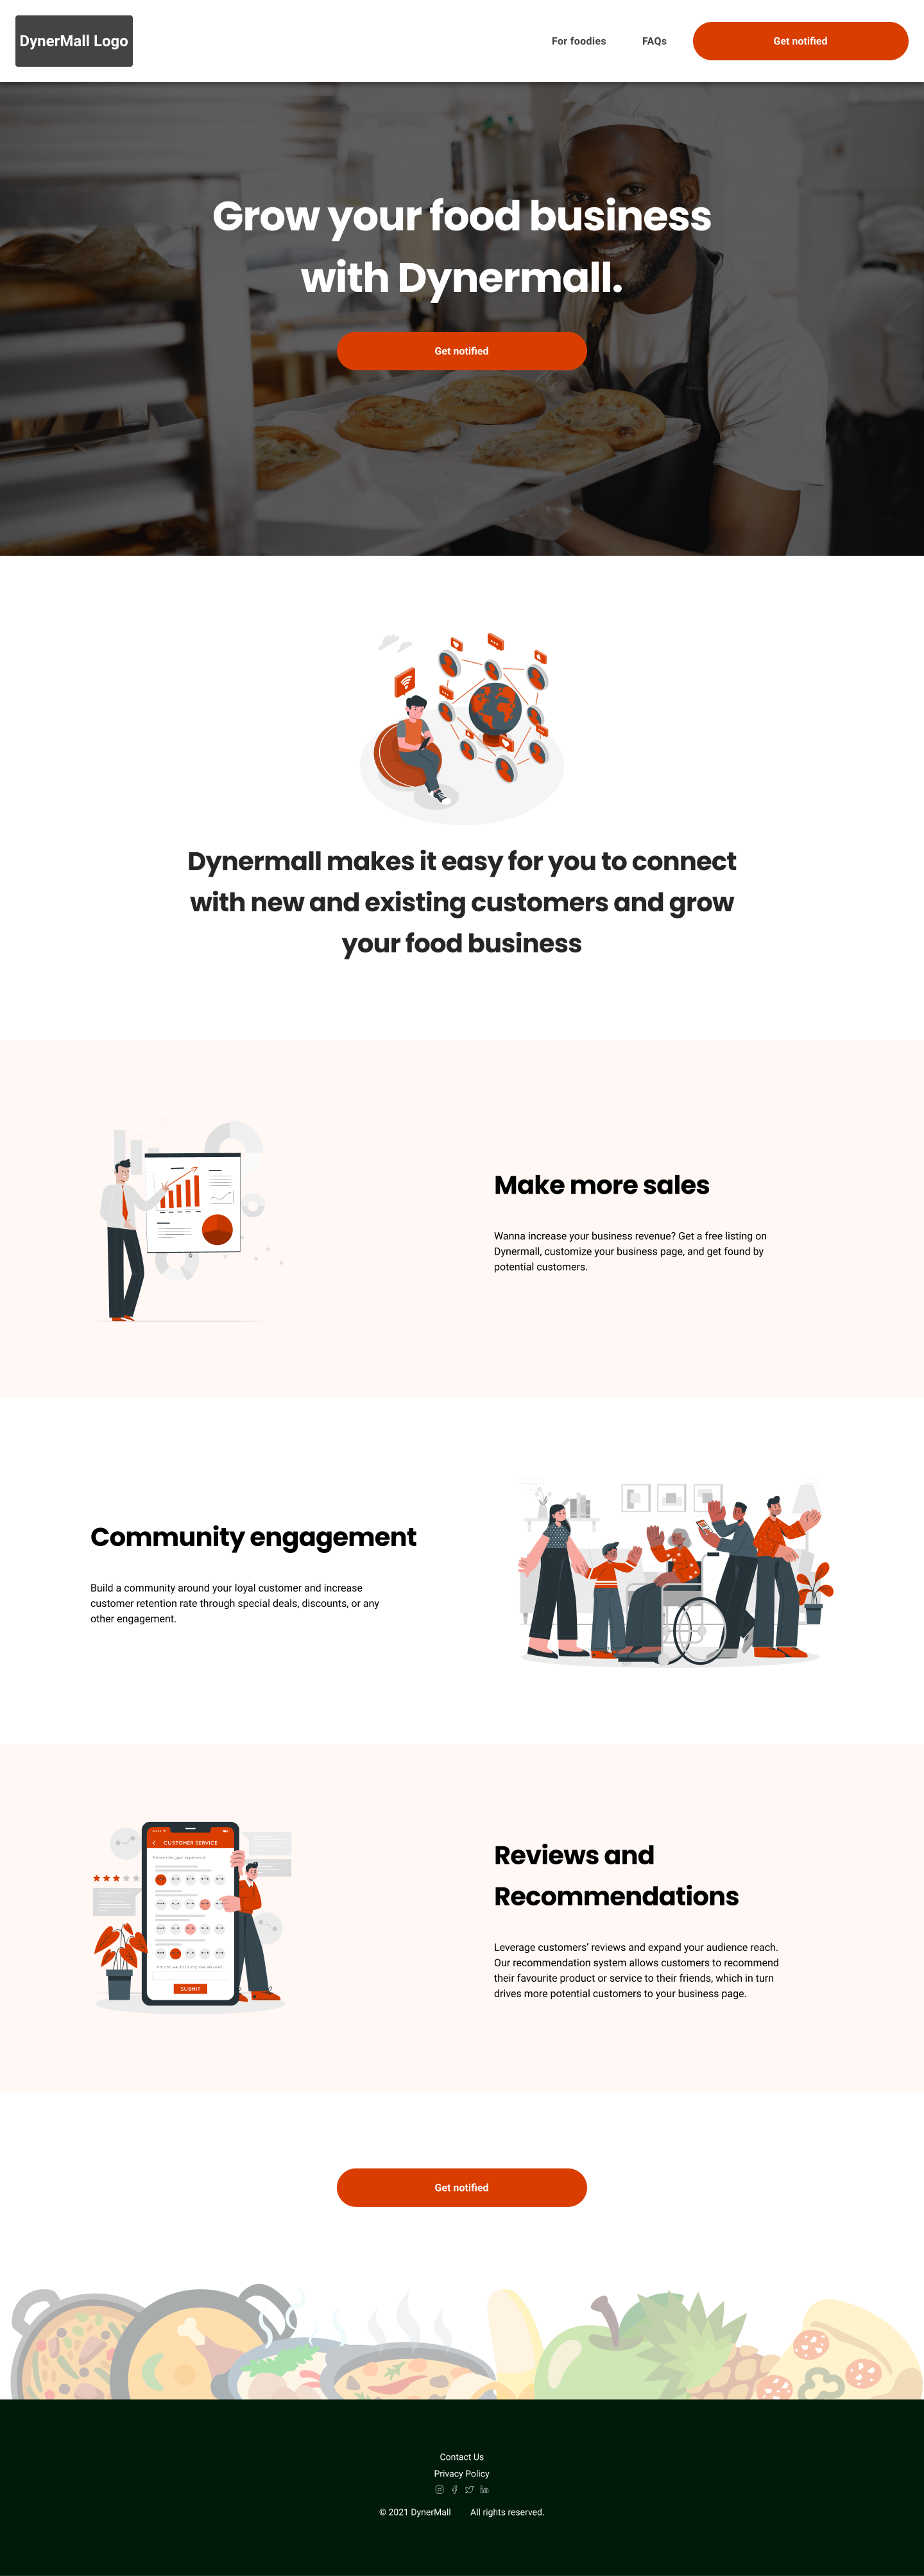 DynerMall Logo
For foodies
FAQs
Get notified
Grow your food business
with Dynermall.
Get notified
Dynermall makes it easy for you to connect
with new and existing customers and grow
your food business
Make more sales
Wanna increase your business revenue? Get a free listing on
Dynermall, customize your business page, and get found by
potential customers.
Community engagement
Build a community around your loyal customer and increase
customer retention rate through special deals, discounts, or any
other engagement.
CUSTOMER SERVICE
Please rate your experience
SUBMIT
Reviews and
Recommendations
Leverage customers’ reviews and expand your audience reach.
Our recommendation system allows customers to recommend
their favourite product or service to their friends, which in turn
drives more potential customers to your business page.
Get notified
Contact Us
Privacy Policy
© 2021 DynerMall All rights reserved.